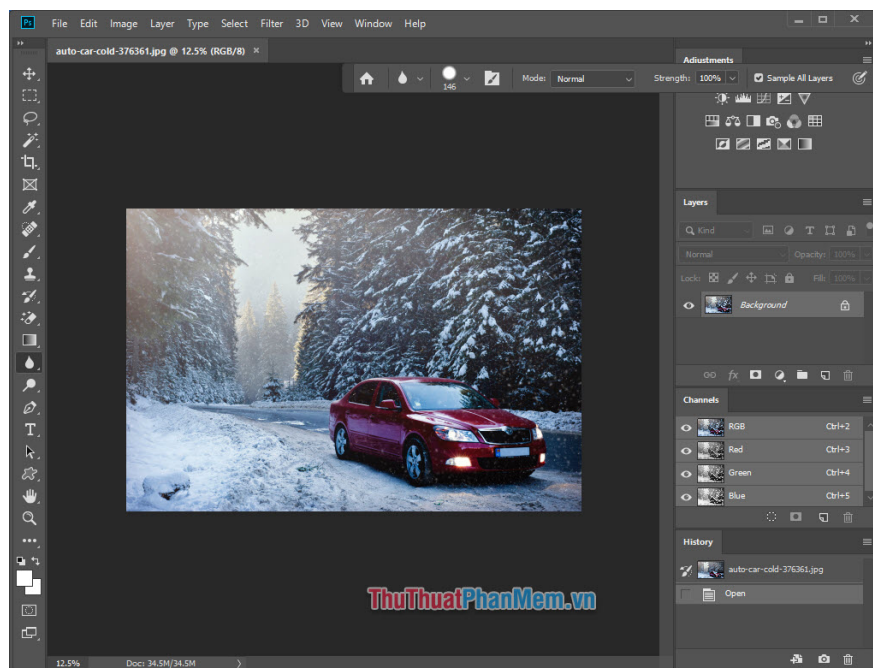 Ps File Edit Image Layer Type Select Filter 3D View Window Help
auto-car-cold-376361.jpg @ 12.5% (RGB/8) ×
Adjustments
146 Mode: Normal Strength: 100% Sample All Layers
Layers
Kind
Normal Opacity: 100%
Lock: Fill: 100%
Background
fx
Channels
RGB Ctrl+2
Red Ctrl+3
Green Ctrl+4
Blue Ctrl+5
History
auto-car-cold-376361.jpg
Open
ThuThuatPhanMem.vn
12.5% Doc: 34.5M/34.5M